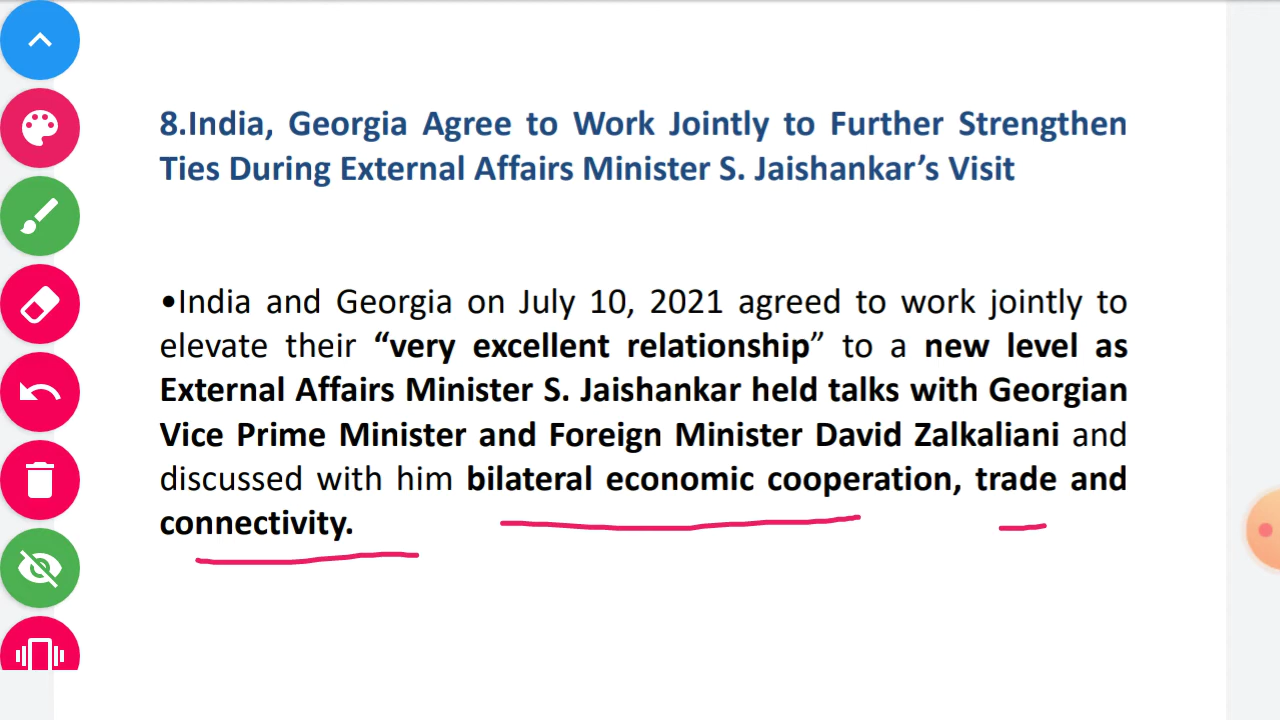 8.India, Georgia Agree to Work Jointly to Further Strengthen
Ties During External Affairs Minister S. Jaishankar’s Visit
•India and Georgia on July 10, 2021 agreed to work jointly to
elevate their “very excellent relationship” to a new level as
External Affairs Minister S. Jaishankar held talks with Georgian
Vice Prime Minister and Foreign Minister David Zalkaliani and
discussed with him bilateral economic cooperation, trade and
connectivity.